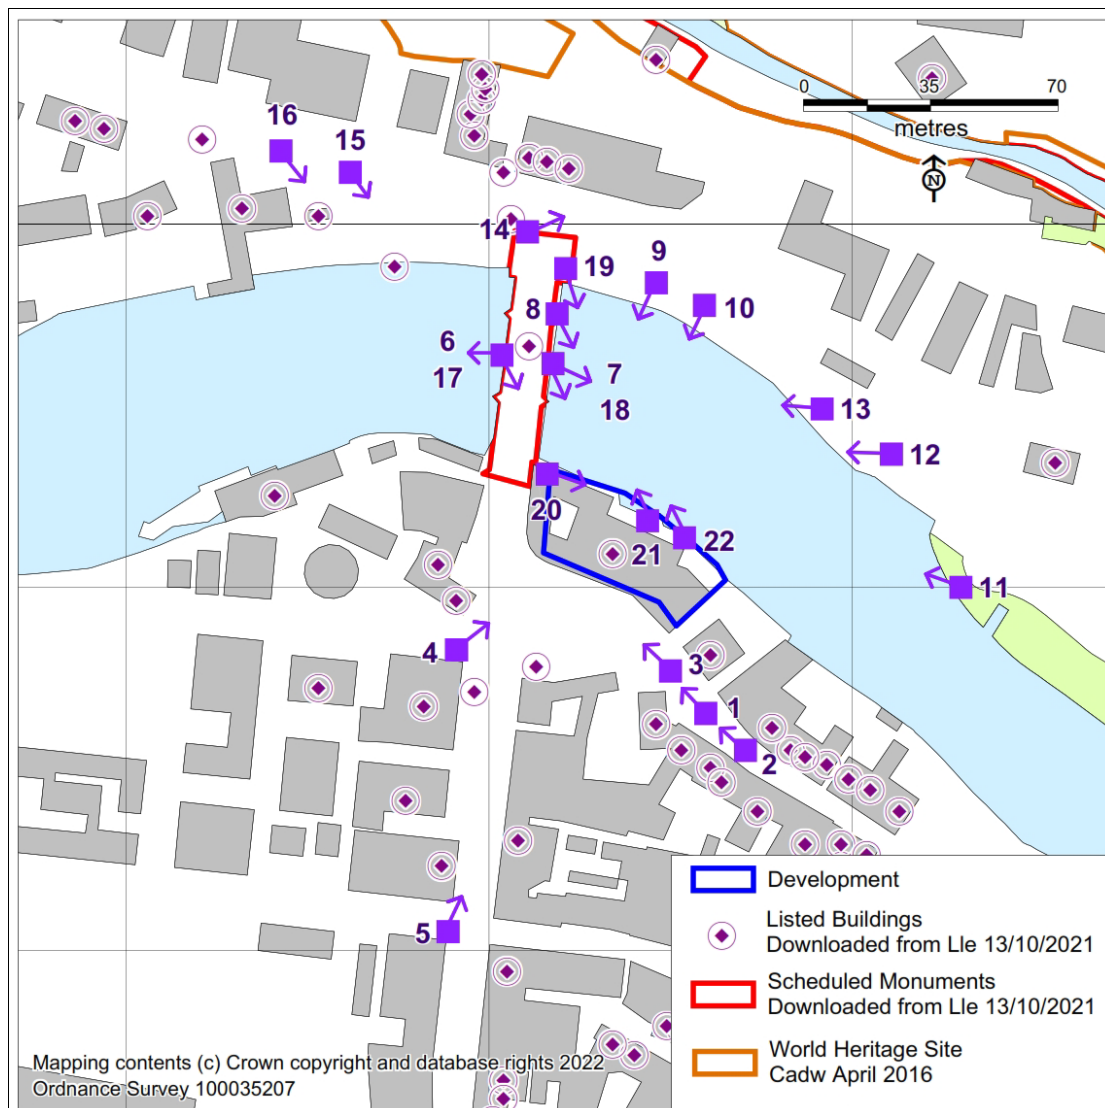 0 35 70
metres
N
16
15
14
19
9
10
8
6
17
7
18
13
12
20
21
22
11
4
3
1
2
5
Development
Listed Buildings
Downloaded from Lle 13/10/2021
Scheduled Monuments
Downloaded from Lle 13/10/2021
World Heritage Site
Cadw April 2016
Mapping contents (c) Crown copyright and database rights 2022
Ordnance Survey 100035207